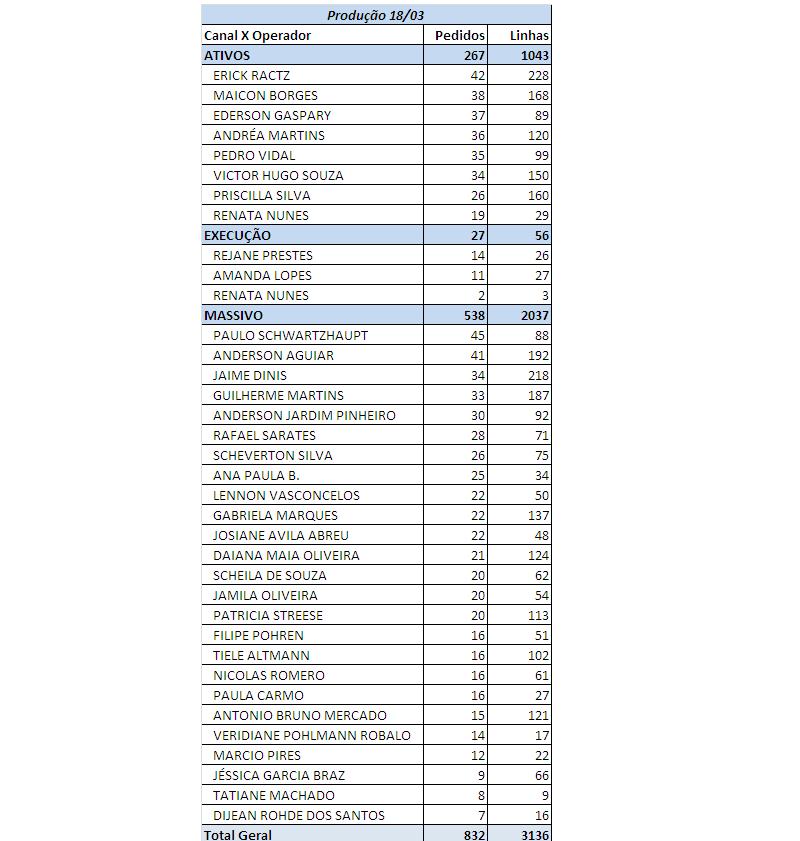 Produção 18/03
Canal X Operador Pedidos Linhas
ATIVOS 267 1043
ERICK RACTZ 42 228
MAICON BORGES 38 168
EDERSON GASPARY 37 89
ANDRÉA MARTINS 36 120
PEDRO VIDAL 35 99
VICTOR HUGO SOUZA 34 150
PRISCILLA SILVA 26 160
RENATA NUNES 19 29
EXECUÇÃO 27 56
REJANE PRESTES 14 26
AMANDA LOPES 11 27
RENATA NUNES 2 3
MASSIVO 538 2037
PAULO SCHWARTZHAUPT 45 88
ANDERSON AGUIAR 41 192
JAIME DINIS 34 218
GUILHERME MARTINS 33 187
ANDERSON JARDIM PINHEIRO 30 92
RAFAEL SARATES 28 71
SCHEVERTON SILVA 26 75
ANA PAULA B. 25 34
LENNON VASCONCELOS 22 50
GABRIELA MARQUES 22 137
JOSIANE AVILA ABREU 22 48
DAIANA MAIA OLIVEIRA 21 124
SCHEILA DE SOUZA 20 62
JAMILA OLIVEIRA 20 54
PATRICIA STREESE 20 113
FILIPE POHREN 16 51
TIELE ALTMANN 16 102
NICOLAS ROMERO 16 61
PAULA CARMO 16 27
ANTONIO BRUNO MERCADO 15 121
VERIDIANE POHLMANN ROBALO 14 17
MARCIO PIRES 12 22
JÉSSICA GARCIA BRAZ 9 66
TATIANE MACHADO 8 9
DIJEAN ROHDE DOS SANTOS 7 16
Total Geral 832 3136